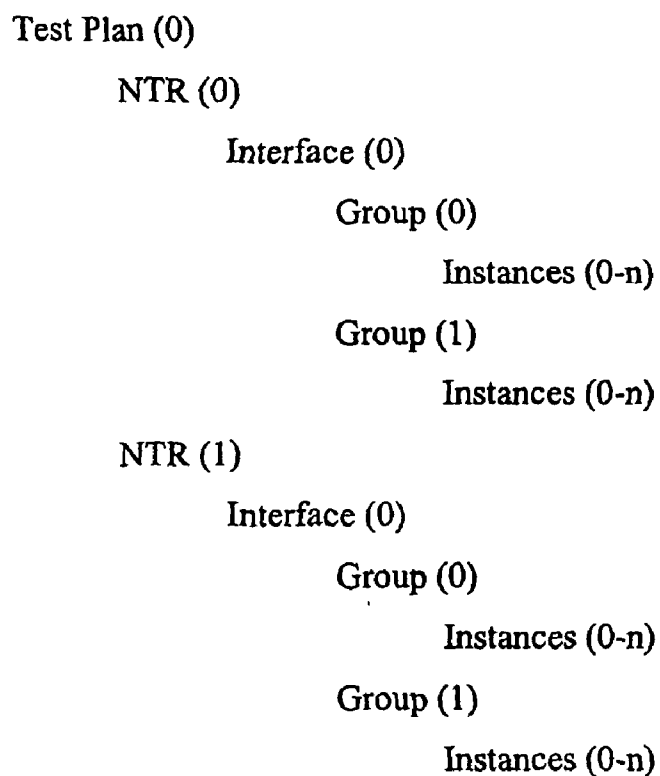 Test Plan (0)
NTR (0)
Interface (0)
Group (0)
Instances (0-n)
Group (1)
Instances (0-n)
NTR (1)
Interface (0)
Group (0)
Instances (0-n)
Group (1)
Instances (0-n)